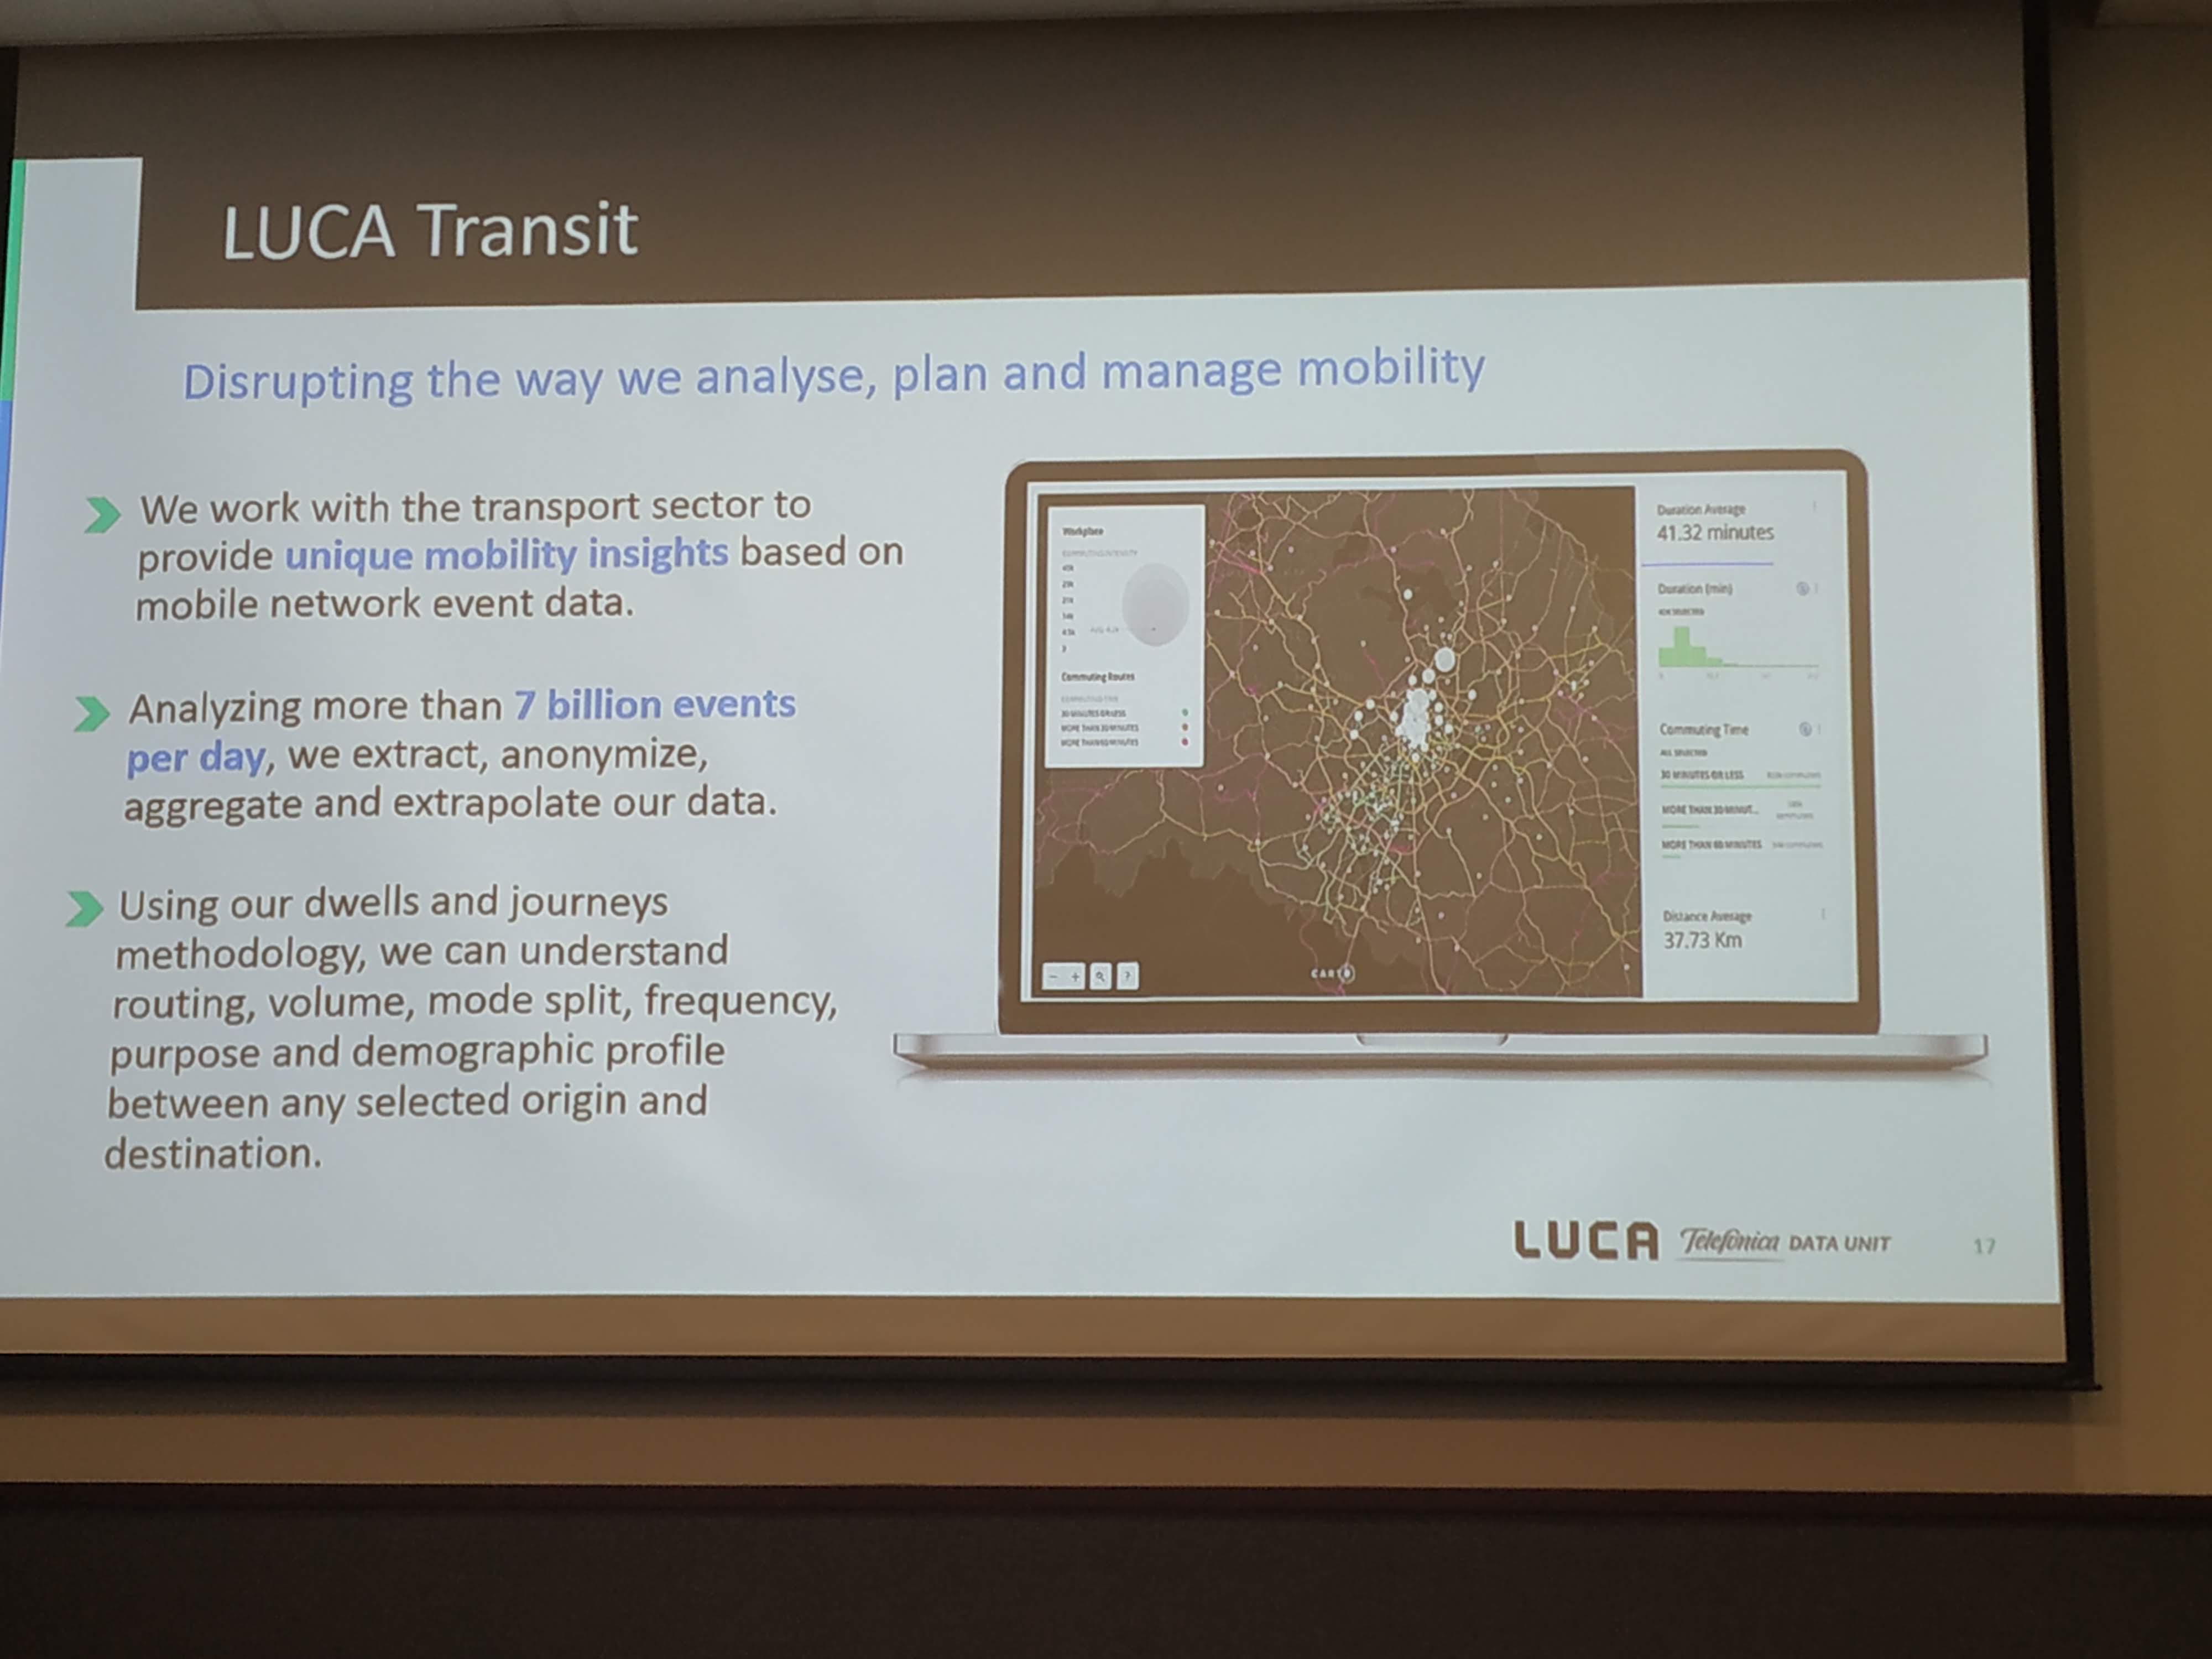 LUCA Transit
Disrupting the way we analyse, plan and manage mobility
We work with the transport sector to
provide unique mobility insights based on
mobile network event data.
Analyzing more than 7 billion events
per day, we extract, anonymize,
aggregate and extrapolate our data.
Using our dwells and journeys
methodology, we can understand
routing, volume, mode split, frequency,
purpose and demographic profile
between any selected origin and
destination.
Workplace
Commuting Routes
30 MINUTES OR LESS
MORE THAN 30 MINUTES
MORE THAN 60 MINUTES
- + ?
CARTO
Duration Average
41.32 minutes
Duration (min)
Commuting Time
ALL SELECTED
30 MINUTES OR LESS
MORE THAN 30 MINUT...
MORE THAN 60 MINUTES
Distance Average
37.73 Km
LUCA Telefónica DATA UNIT
17